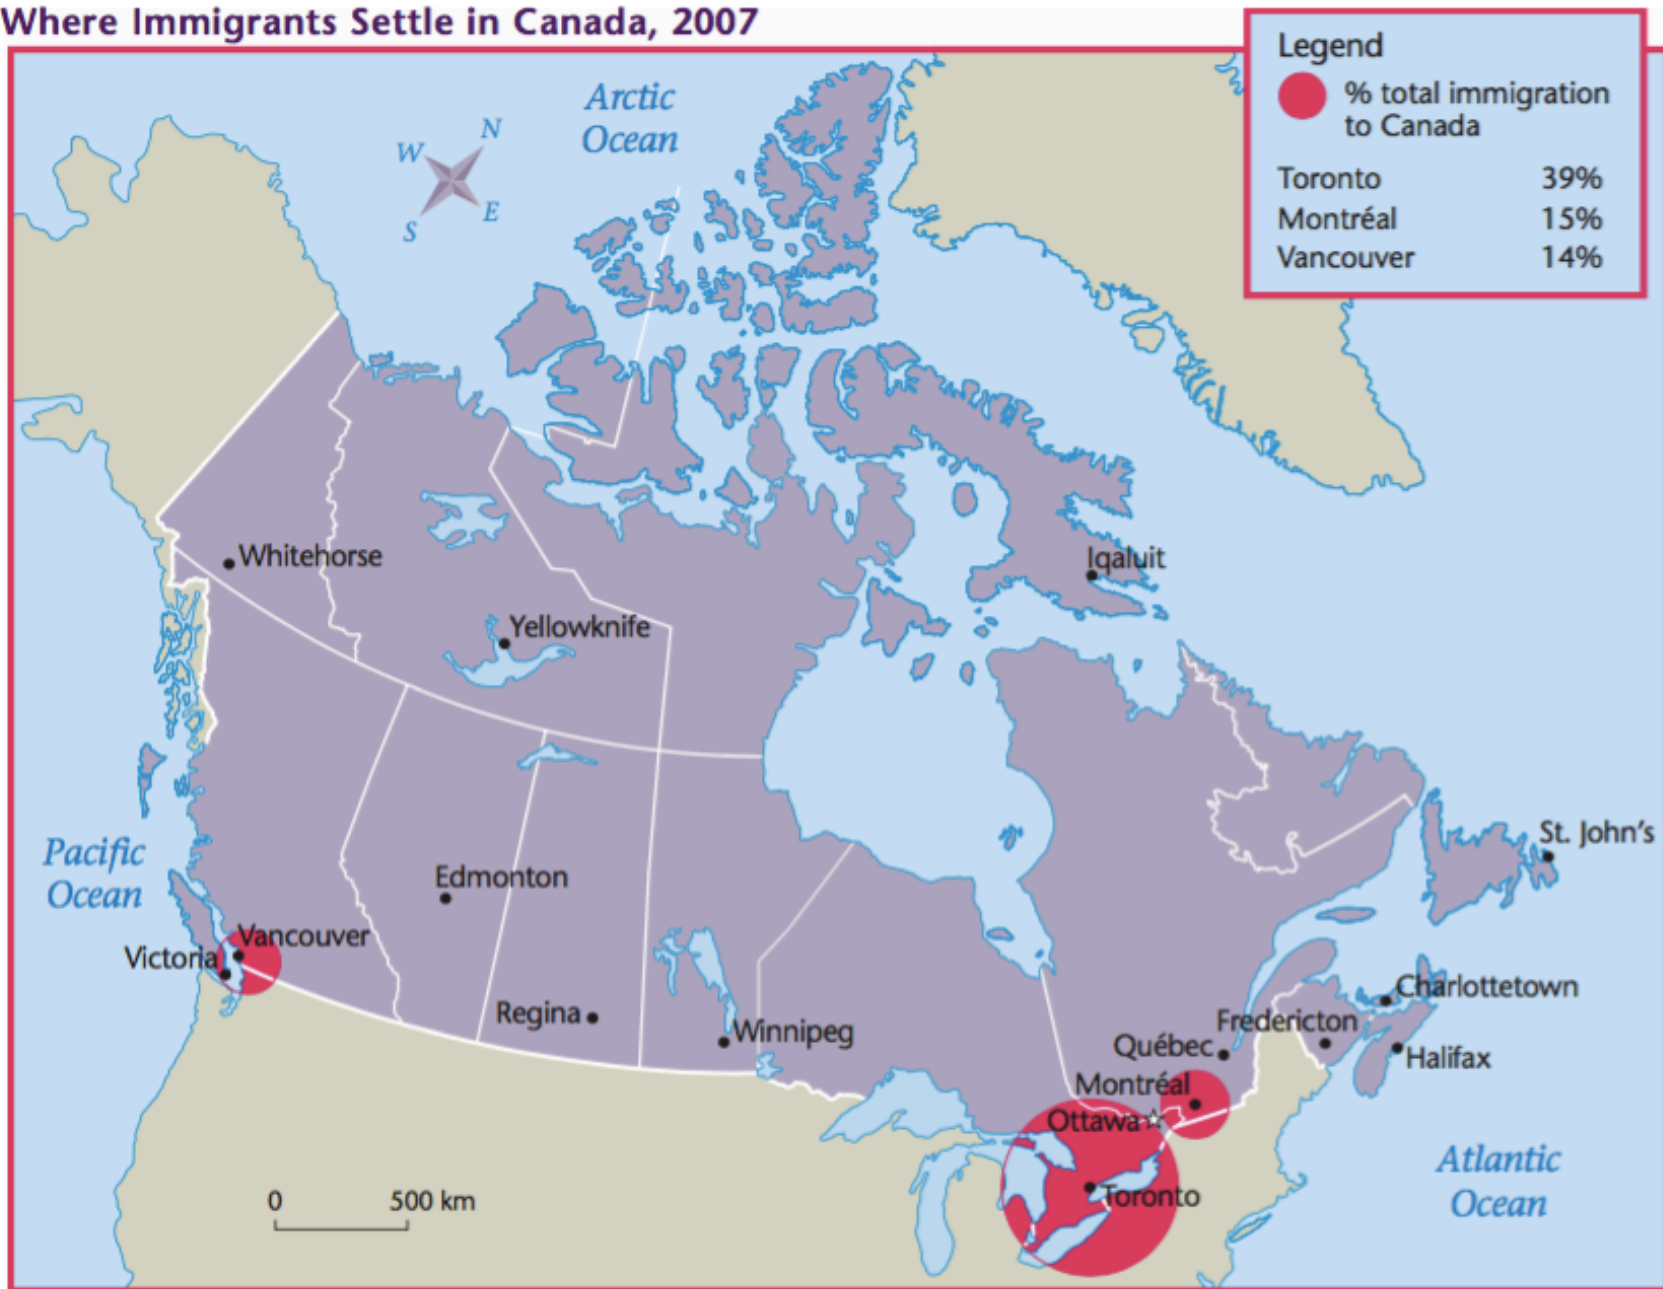 Where Immigrants Settle in Canada, 2007
Legend
% total immigration
to Canada
Toronto 39%
Montréal 15%
Vancouver 14%
Arctic
Ocean
N
W
E
S
Whitehorse
Yellowknife
Iqaluit
Pacific
Ocean
St. John's
Edmonton
Vancouver
Victoria
Charlottetown
Regina
Winnipeg
Fredericton
Québec
Halifax
Montréal
Ottawa
Atlantic
Ocean
Toronto
0 500 km